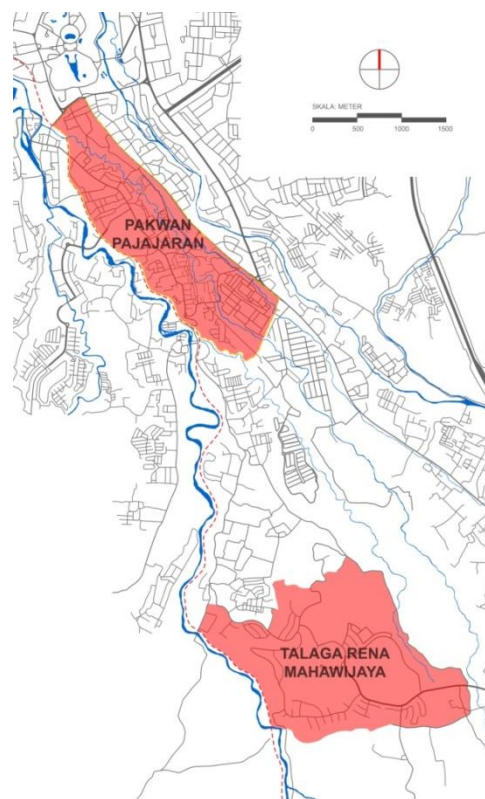 SKALA: METER
0 500 1000 1500
PAKWAN
PAJAJARAN
TALAGA RENA
MAHAWIJAYA